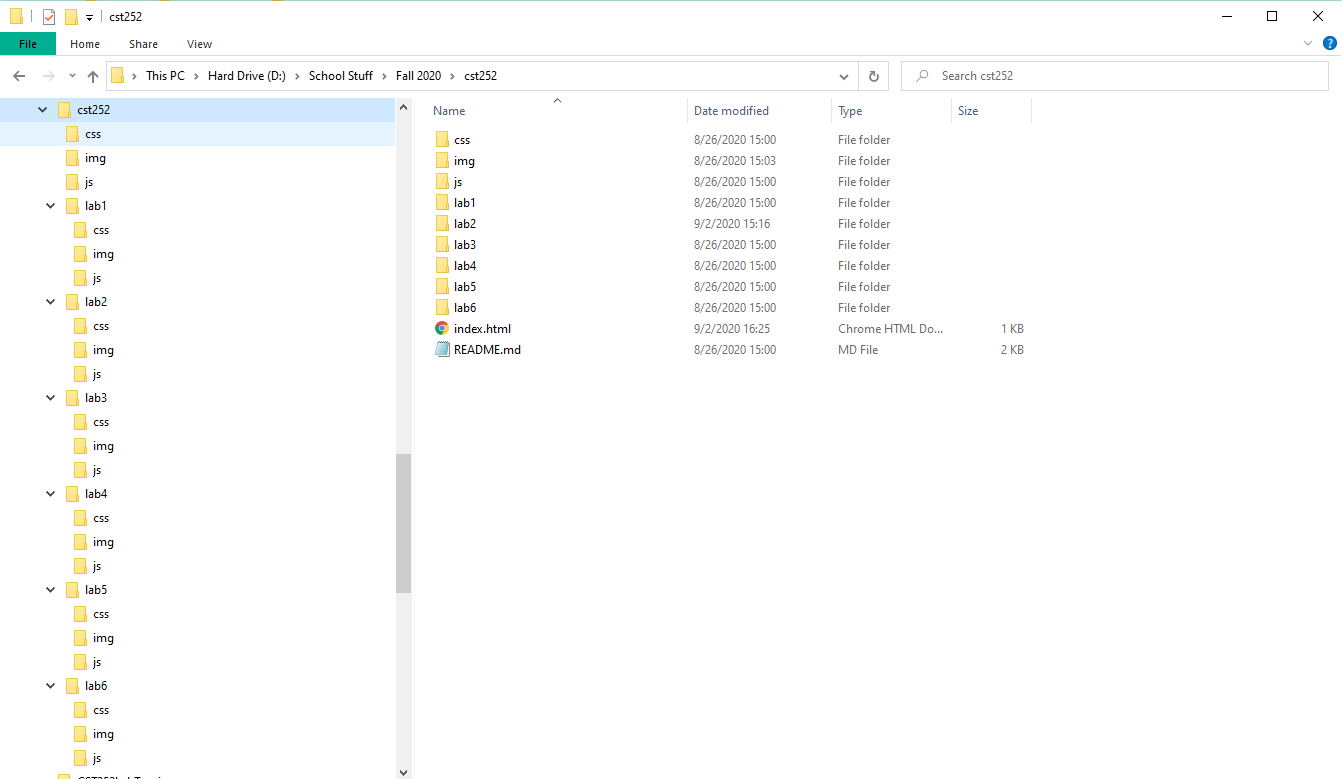 cst252
File Home Share View
This PC Hard Drive (D:) School Stuff Fall 2020 cst252
Search cst252
cst252
css
img
js
lab1
css
img
js
lab2
css
img
js
lab3
css
img
js
lab4
css
img
js
lab5
css
img
js
lab6
css
img
js
Name Date modified Type Size
css 8/26/2020 15:00 File folder
img 8/26/2020 15:03 File folder
js 8/26/2020 15:00 File folder
lab1 8/26/2020 15:00 File folder
lab2 9/2/2020 15:16 File folder
lab3 8/26/2020 15:00 File folder
lab4 8/26/2020 15:00 File folder
lab5 8/26/2020 15:00 File folder
lab6 8/26/2020 15:00 File folder
index.html 9/2/2020 16:25 Chrome HTML Do... 1 KB
README.md 8/26/2020 15:00 MD File 2 KB